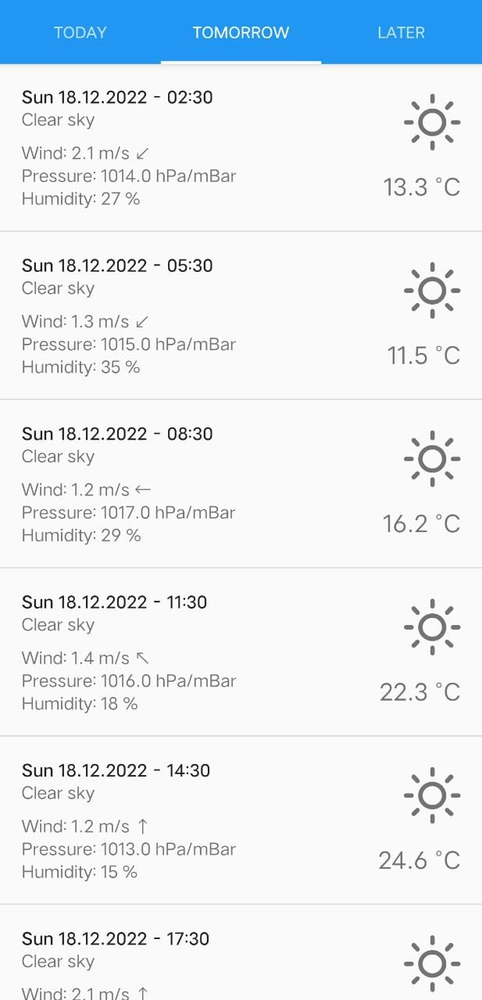 TODAY TOMORROW LATER
Sun 18.12.2022 - 02:30
Clear sky
Wind: 2.1 m/s ↙
Pressure: 1014.0 hPa/mBar
Humidity: 27 %
13.3 °C
Sun 18.12.2022 - 05:30
Clear sky
Wind: 1.3 m/s ↙
Pressure: 1015.0 hPa/mBar
Humidity: 35 %
11.5 °C
Sun 18.12.2022 - 08:30
Clear sky
Wind: 1.2 m/s ←
Pressure: 1017.0 hPa/mBar
Humidity: 29 %
16.2 °C
Sun 18.12.2022 - 11:30
Clear sky
Wind: 1.4 m/s ↖
Pressure: 1016.0 hPa/mBar
Humidity: 18 %
22.3 °C
Sun 18.12.2022 - 14:30
Clear sky
Wind: 1.2 m/s ↑
Pressure: 1013.0 hPa/mBar
Humidity: 15 %
24.6 °C
Sun 18.12.2022 - 17:30
Clear sky
Wind: 2.1 m/s ↑